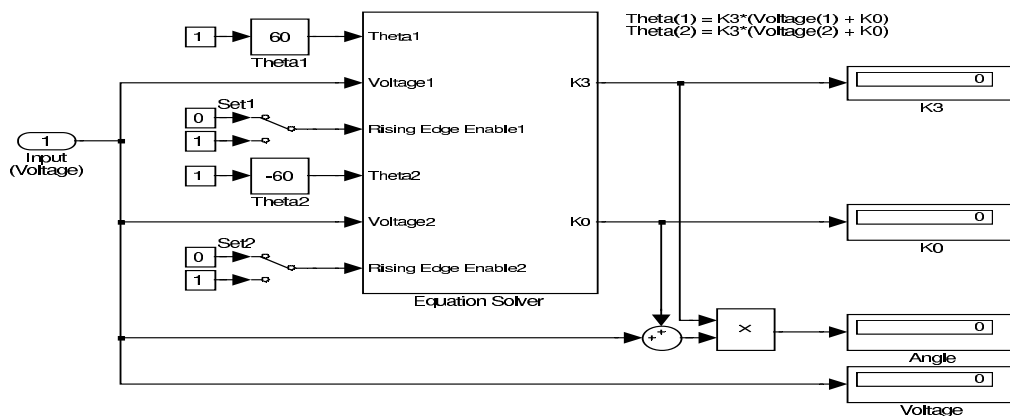 Theta(1) = K3*(Voltage(1) + K0)
Theta(2) = K3*(Voltage(2) + K0)
1
60
Theta1
Theta1
Voltage1
K3
0
K3
Set1
0
1
Rising Edge Enable1
1
Input
(Voltage)
1
-60
Theta2
Theta2
Voltage2
K0
0
K0
Set2
0
1
Rising Edge Enable2
Equation Solver
+
+
X
0
Angle
0
Voltage